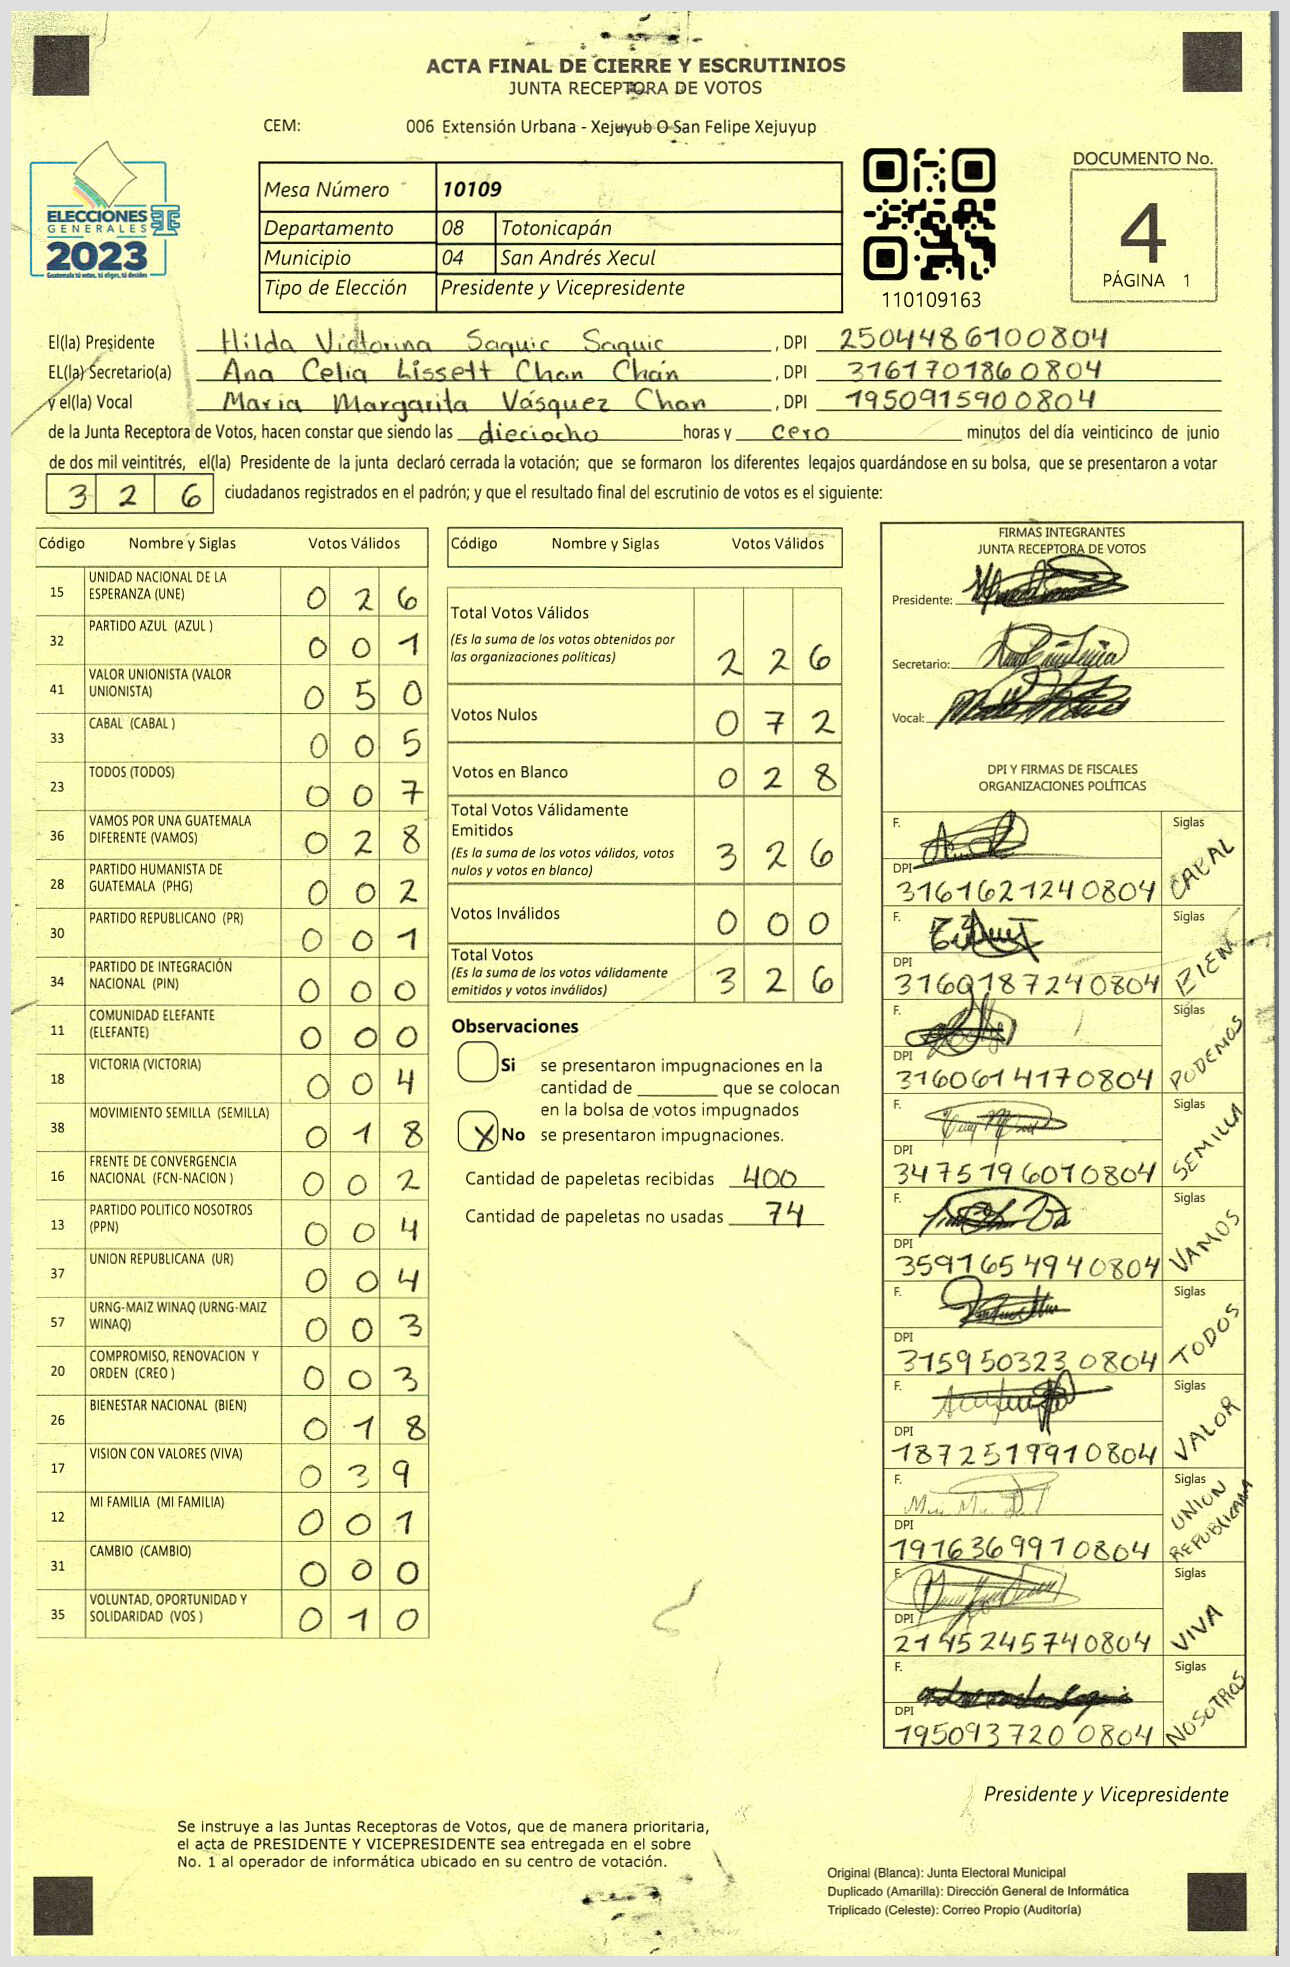 ACTA FINAL DE CIERRE Y ESCRUTINIOS
JUNTA RECEPTORA DE VOTOS
CEM: 006 Extensión Urbana - Xejuyub O San Felipe Xejuyup
ELECCIONES
GENERALES
2023
Guatemala tú votas, tú eliges, tú decides
Mesa Número 10109
Departamento 08 Totonicapán
Municipio 04 San Andrés Xecul
Tipo de Elección Presidente y Vicepresidente
110109163
DOCUMENTO No.
4
PÁGINA 1
El(la) Presidente Hilda Victorina Saquic Saquic , DPI 2504486100804
EL(la) Secretario(a) Ana Celia Lissett Chan Chán , DPI 3161701860804
y el(la) Vocal María Margarita Vásquez Chan , DPI 1950915900804
de la Junta Receptora de Votos, hacen constar que siendo las dieciocho horas y cero minutos del día veinticinco de junio
de dos mil veintitrés, el(la) Presidente de la junta declaró cerrada la votación; que se formaron los diferentes legajos guardándose en su bolsa, que se presentaron a votar
3 2 6 ciudadanos registrados en el padrón; y que el resultado final del escrutinio de votos es el siguiente:
Código Nombre y Siglas Votos Válidos
15 UNIDAD NACIONAL DE LA ESPERANZA (UNE) 0 2 6
32 PARTIDO AZUL (AZUL ) 0 0 1
41 VALOR UNIONISTA (VALOR UNIONISTA) 0 5 0
33 CABAL (CABAL ) 0 0 5
23 TODOS (TODOS) 0 0 7
36 VAMOS POR UNA GUATEMALA DIFERENTE (VAMOS) 0 2 8
28 PARTIDO HUMANISTA DE GUATEMALA (PHG) 0 0 2
30 PARTIDO REPUBLICANO (PR) 0 0 1
34 PARTIDO DE INTEGRACIÓN NACIONAL (PIN) 0 0 0
11 COMUNIDAD ELEFANTE (ELEFANTE) 0 0 0
18 VICTORIA (VICTORIA) 0 0 4
38 MOVIMIENTO SEMILLA (SEMILLA) 0 1 8
16 FRENTE DE CONVERGENCIA NACIONAL (FCN-NACION ) 0 0 2
13 PARTIDO POLITICO NOSOTROS (PPN) 0 0 4
37 UNION REPUBLICANA (UR) 0 0 4
57 URNG-MAIZ WINAQ (URNG-MAIZ WINAQ) 0 0 3
20 COMPROMISO, RENOVACION Y ORDEN (CREO ) 0 0 3
26 BIENESTAR NACIONAL (BIEN) 0 1 8
17 VISION CON VALORES (VIVA) 0 3 9
12 MI FAMILIA (MI FAMILIA) 0 0 1
31 CAMBIO (CAMBIO) 0 0 0
35 VOLUNTAD, OPORTUNIDAD Y SOLIDARIDAD (VOS ) 0 1 0
Código Nombre y Siglas Votos Válidos
Total Votos Válidos
(Es la suma de los votos obtenidos por
las organizaciones políticas) 2 2 6
Votos Nulos 0 7 2
Votos en Blanco 0 2 8
Total Votos Válidamente
Emitidos
(Es la suma de los votos válidos, votos
nulos y votos en blanco) 3 2 6
Votos Inválidos 0 0 0
Total Votos
(Es la suma de los votos válidamente
emitidos y votos inválidos) 3 2 6
Observaciones
Si se presentaron impugnaciones en la
cantidad de ________ que se colocan
en la bolsa de votos impugnados
X No se presentaron impugnaciones.
Cantidad de papeletas recibidas 400
Cantidad de papeletas no usadas 74
FIRMAS INTEGRANTES
JUNTA RECEPTORA DE VOTOS
Presidente:
Secretario:
Vocal:
DPI Y FIRMAS DE FISCALES
ORGANIZACIONES POLÍTICAS
F. Siglas
DPI 3161621240804 CABAL
F. Siglas
DPI 3160187240804 BIEN
F. Siglas
DPI 3160614170804 PODEMOS
F. Siglas
DPI 3475196010804 SEMILLA
F. Siglas
DPI 3591654940804 VAMOS
F. Siglas
DPI 3159503230804 TODOS
F. Siglas
DPI 1872519910804 VALOR
F. Siglas
DPI 1916369910804 UNION REPUBLICANA
F. Siglas
DPI 2145245740804 VIVA
F. Siglas
DPI 1950937200804 NOSOTROS
Presidente y Vicepresidente
Se instruye a las Juntas Receptoras de Votos, que de manera prioritaria,
el acta de PRESIDENTE Y VICEPRESIDENTE sea entregada en el sobre
No. 1 al operador de informática ubicado en su centro de votación.
Original (Blanca): Junta Electoral Municipal
Duplicado (Amarilla): Dirección General de Informática
Triplicado (Celeste): Correo Propio (Auditoría)